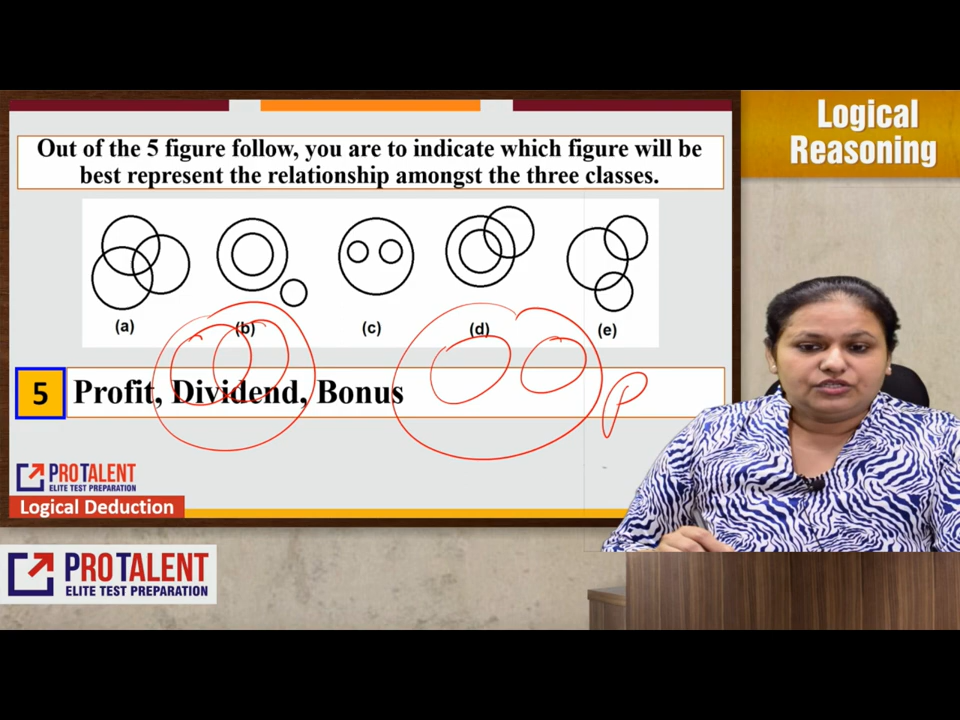 Logical
Reasoning
Out of the 5 figure follow, you are to indicate which figure will be
best represent the relationship amongst the three classes.
(a) (b) (c) (d) (e)
5 Profit, Dividend, Bonus
P
PROTALENT
ELITE TEST PREPARATION
Logical Deduction
PROTALENT
ELITE TEST PREPARATION